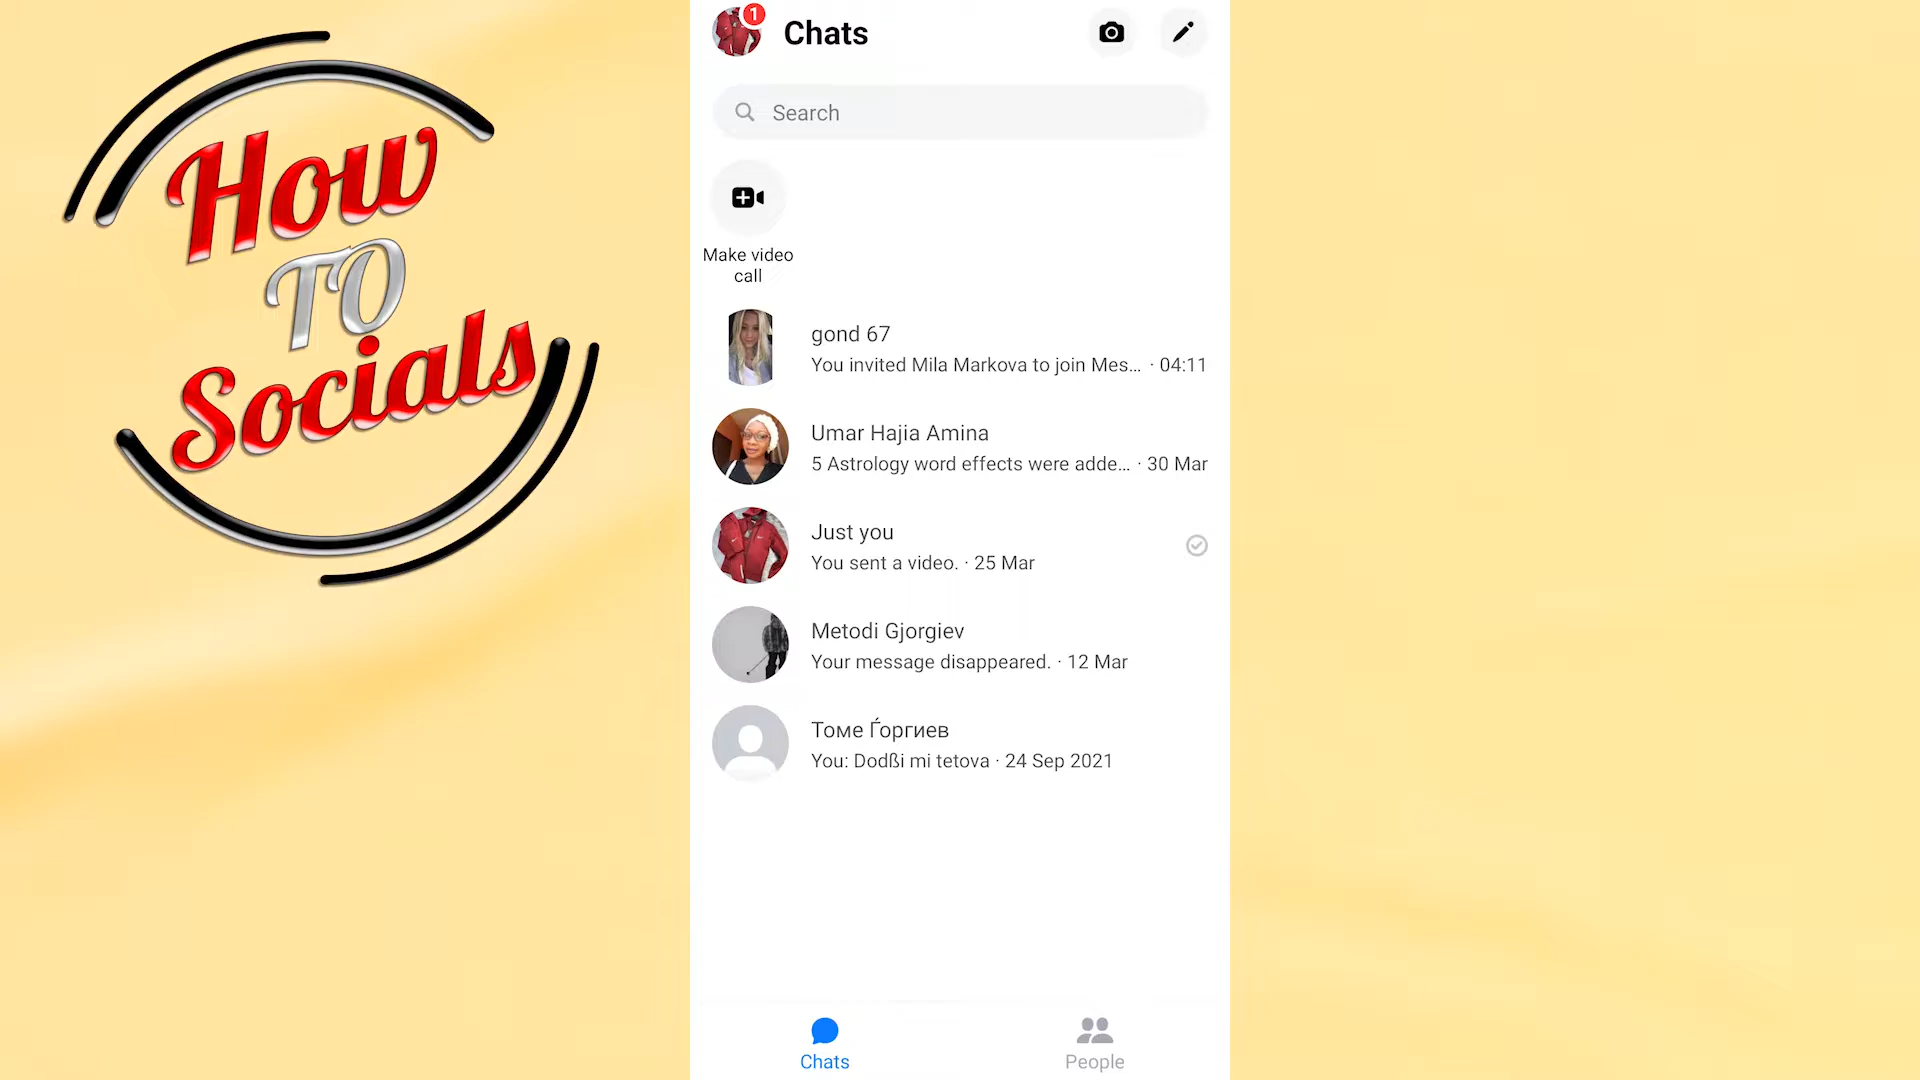 How
TO
Socials
1
Chats
Search
Make video
call
gond 67
You invited Mila Markova to join Mes... · 04:11
Umar Hajia Amina
5 Astrology word effects were adde... · 30 Mar
Just you
You sent a video. · 25 Mar
Metodi Gjorgiev
Your message disappeared. · 12 Mar
Томе Ѓоргиев
You: Dodßi mi tetova · 24 Sep 2021
Chats
People